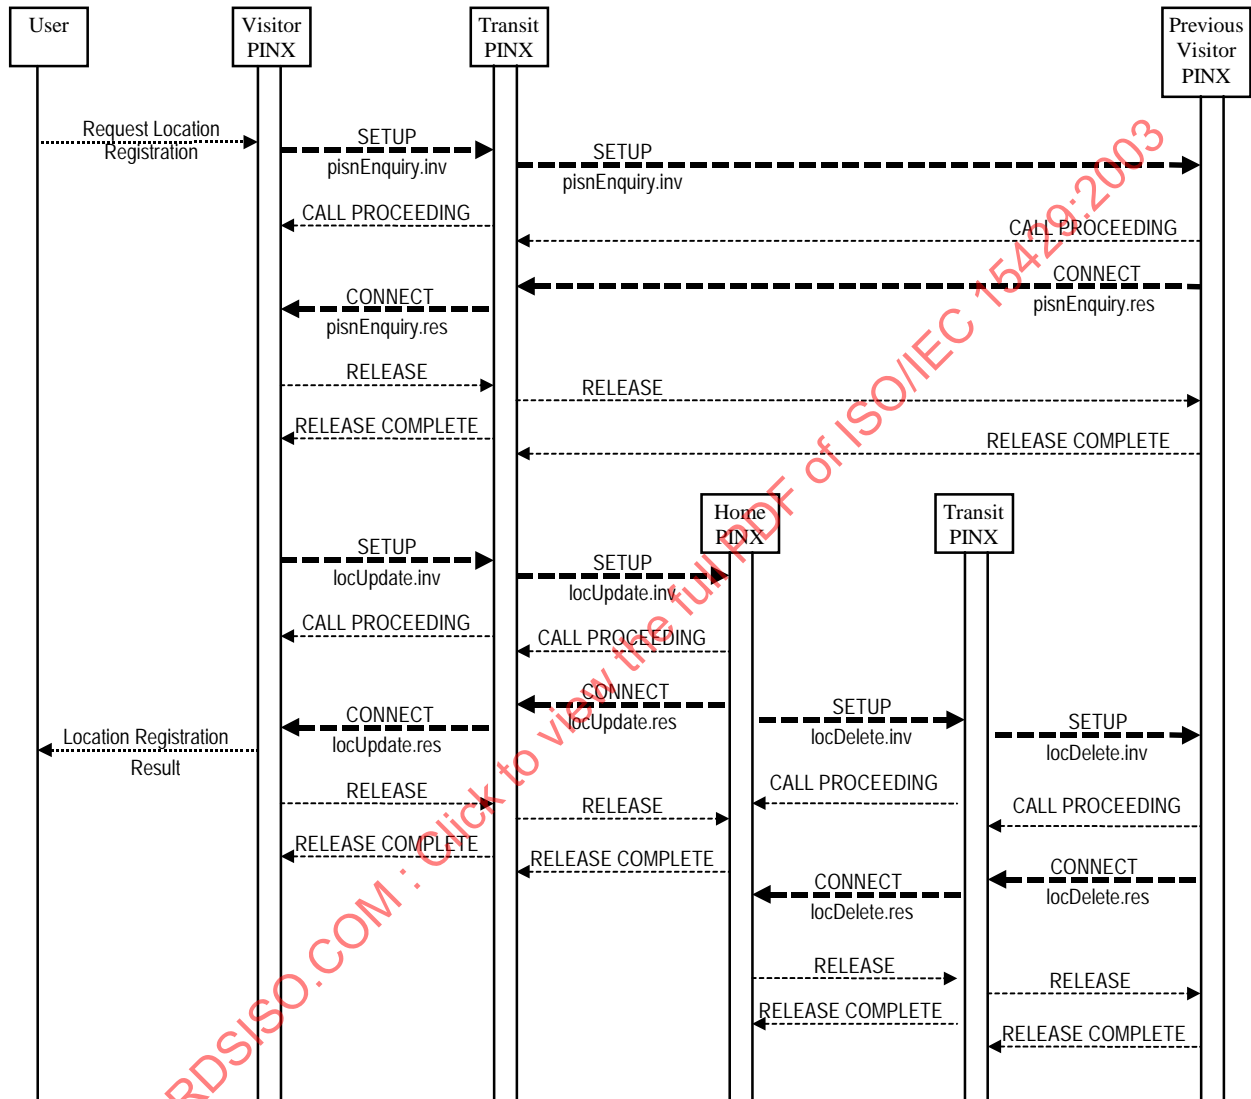 User
Visitor
PINX
Transit
PINX
Previous
Visitor
PINX
Request Location
Registration
SETUP
pisnEnquiry.inv
SETUP
pisnEnquiry.inv
CALL PROCEEDING
CALL PROCEEDING
CONNECT
pisnEnquiry.res
CONNECT
pisnEnquiry.res
RELEASE
RELEASE
RELEASE COMPLETE
RELEASE COMPLETE
Home
PINX
Transit
PINX
SETUP
locUpdate.inv
SETUP
locUpdate.inv
CALL PROCEEDING
CALL PROCEEDING
CONNECT
locUpdate.res
CONNECT
locUpdate.res
SETUP
locDelete.inv
SETUP
locDelete.inv
Location Registration
Result
CALL PROCEEDING
CALL PROCEEDING
RELEASE
RELEASE
RELEASE COMPLETE
RELEASE COMPLETE
CONNECT
locDelete.res
CONNECT
locDelete.res
RELEASE
RELEASE
RELEASE COMPLETE
RELEASE COMPLETE
RDSISO.COM : Click to view the full PDF of ISO/IEC 15429:2003